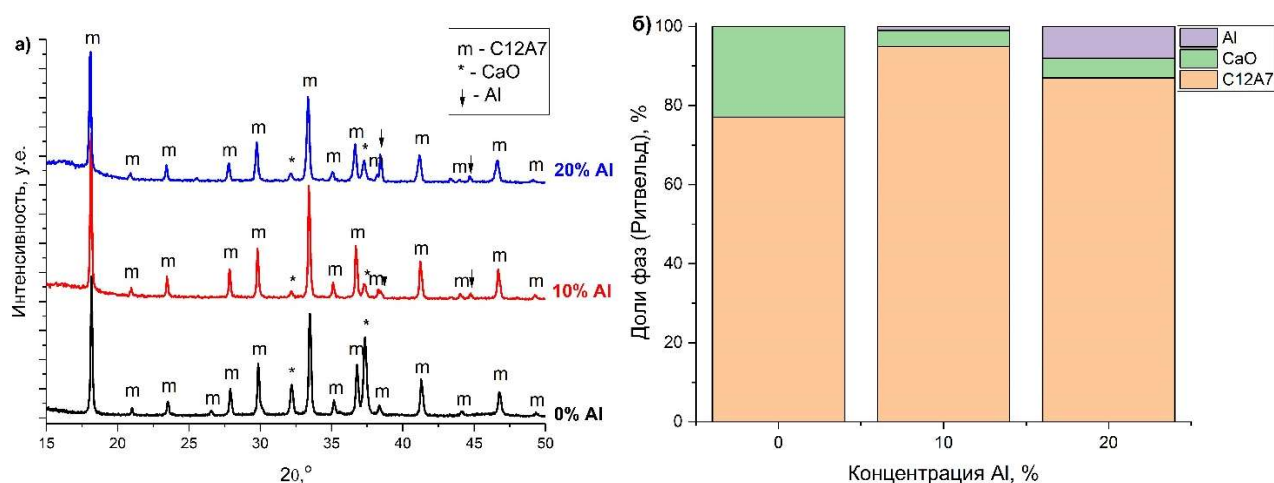 а)
m - C12A7
* - CaO
↓ - Al
Интенсивность, у.е.
m m m m m m m * m * m m m m
20% Al
m m m m * m m m * m m m m
10% Al
m m m m m m * m m m * m m m m
0% Al
15 20 25 30 35 40 45 50
2θ,°
б)
Доли фаз (Ритвельд), %
100
80
60
40
20
0
Al
CaO
C12A7
0 10 20
Концентрация Al, %